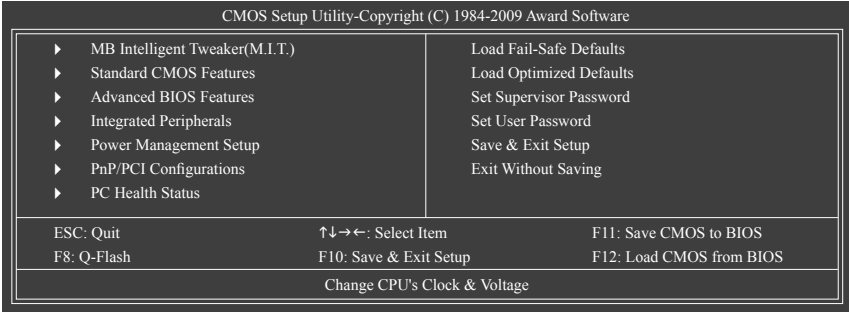 CMOS Setup Utility-Copyright (C) 1984-2009 Award Software
MB Intelligent Tweaker(M.I.T.)
Standard CMOS Features
Advanced BIOS Features
Integrated Peripherals
Power Management Setup
PnP/PCI Configurations
PC Health Status
Load Fail-Safe Defaults
Load Optimized Defaults
Set Supervisor Password
Set User Password
Save & Exit Setup
Exit Without Saving
ESC: Quit ↑↓→←: Select Item F11: Save CMOS to BIOS
F8: Q-Flash F10: Save & Exit Setup F12: Load CMOS from BIOS
Change CPU's Clock & Voltage